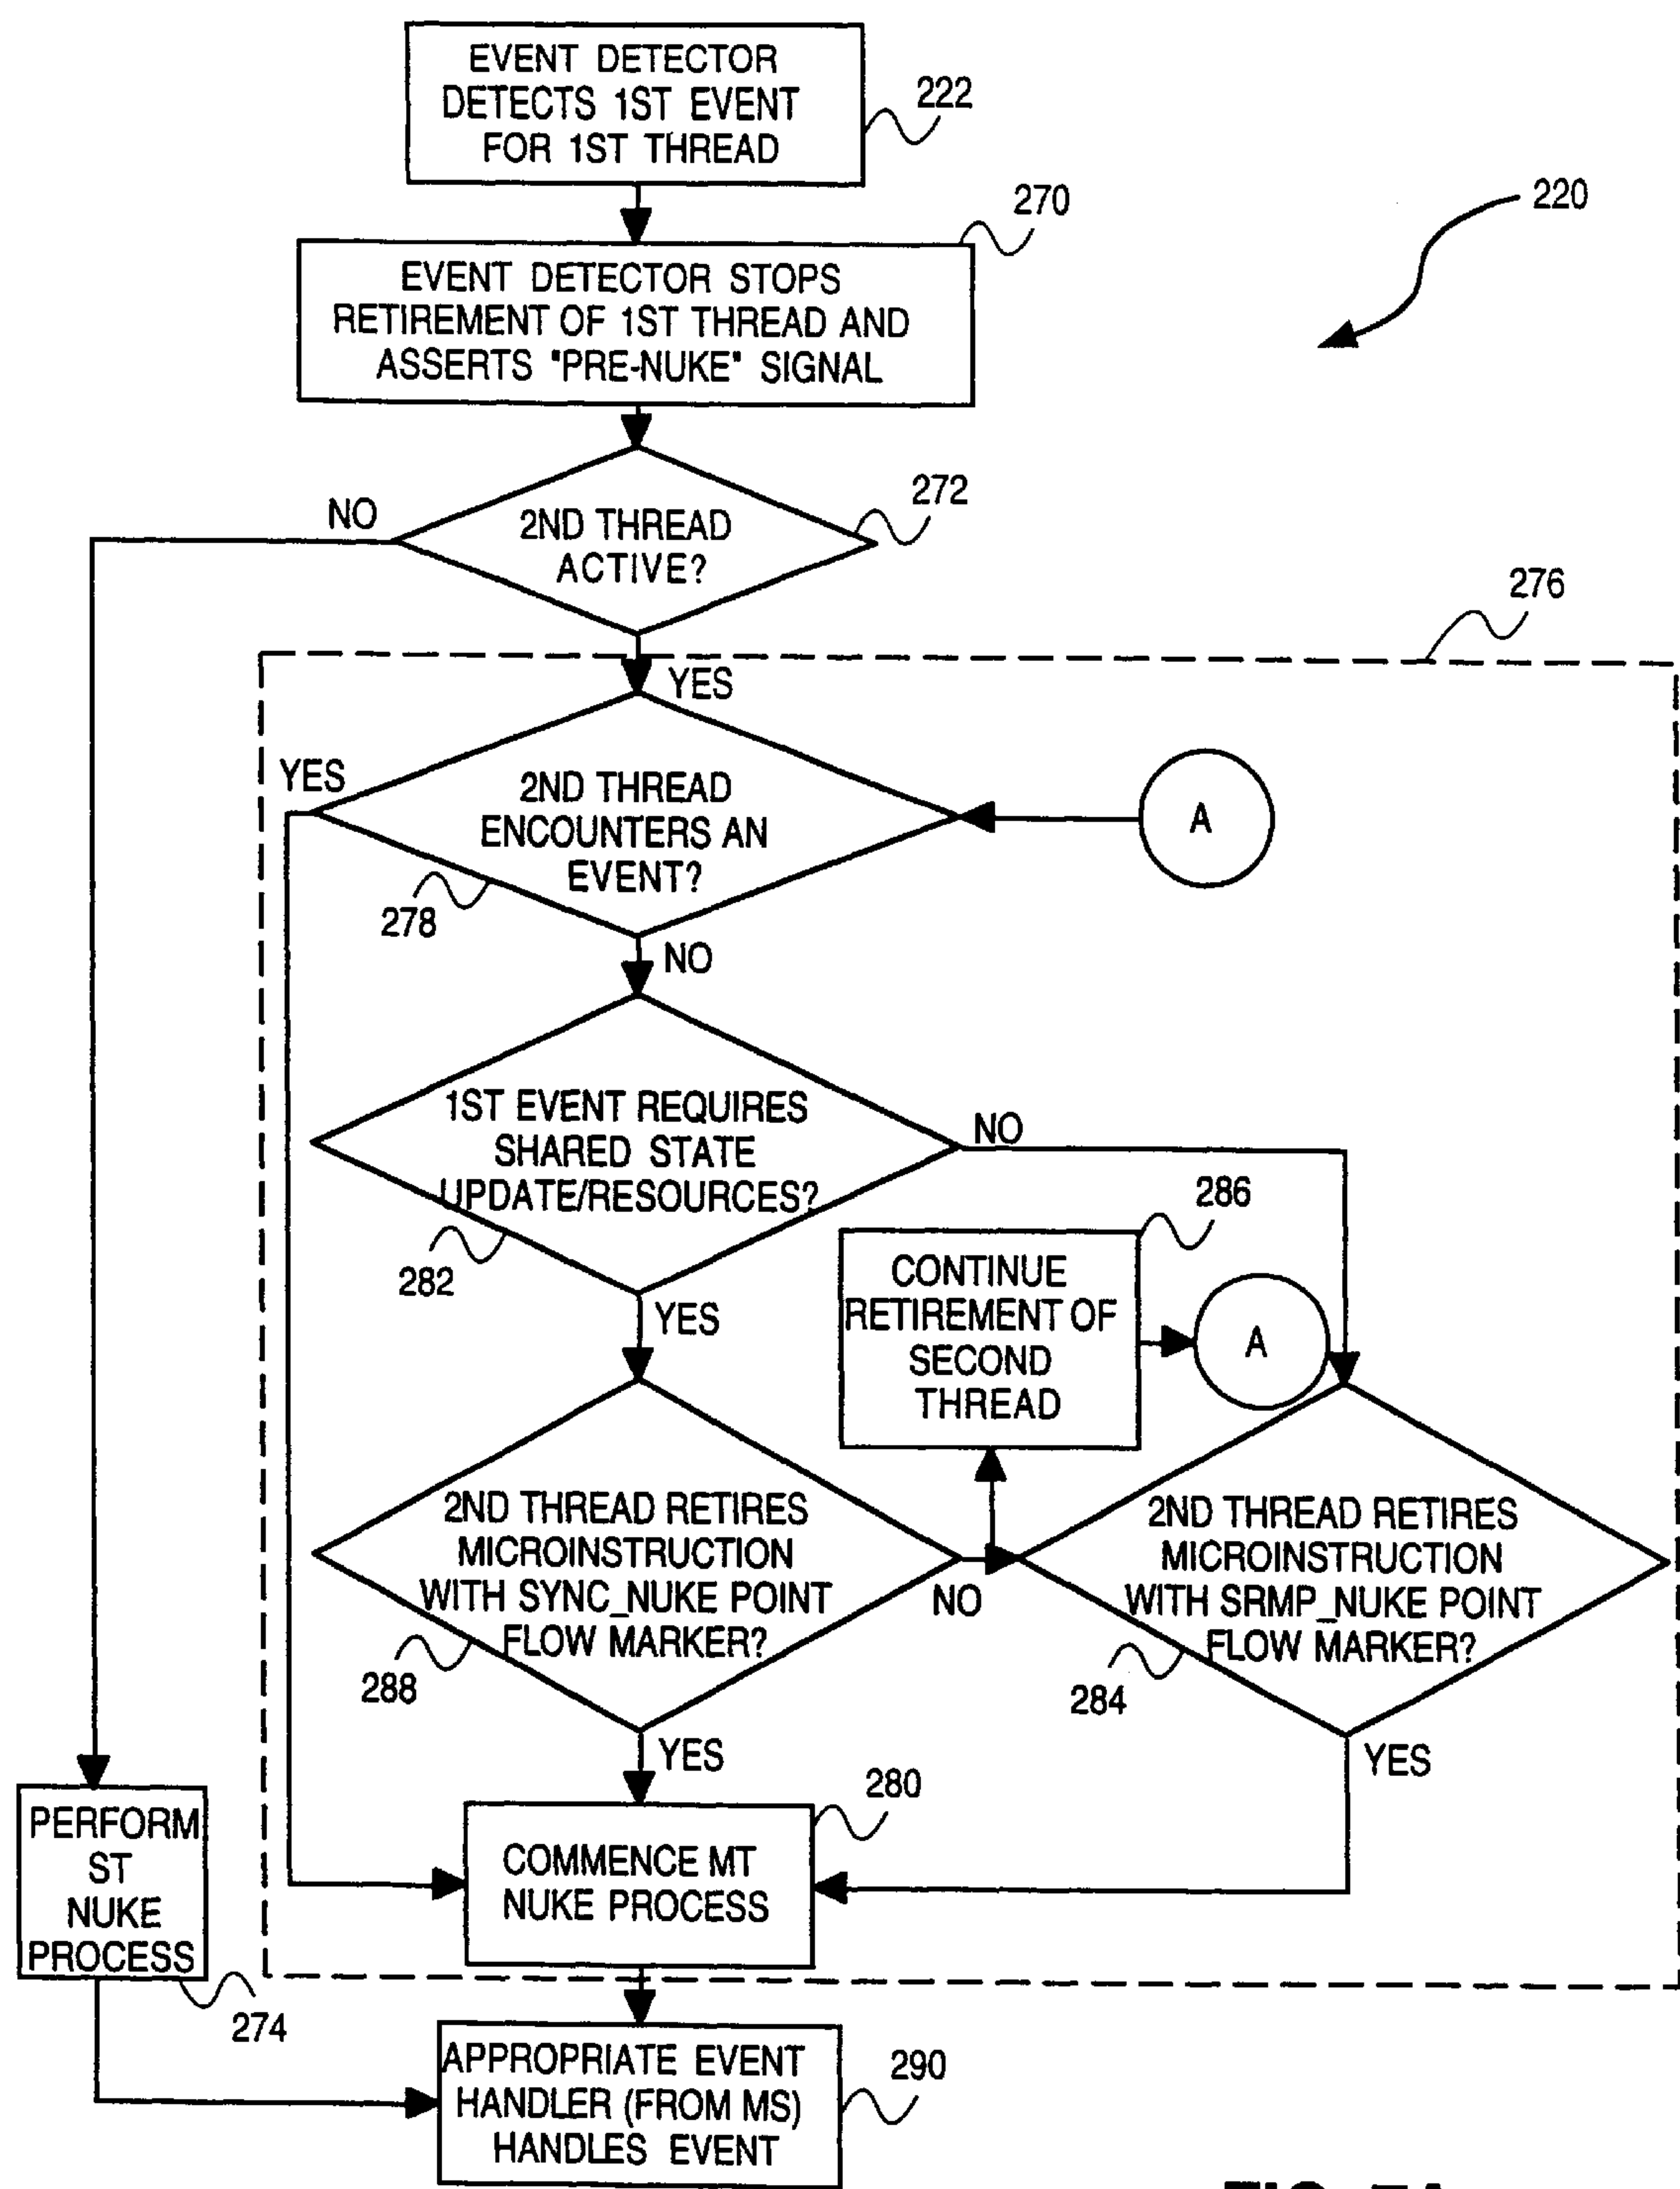 EVENT DETECTOR
DETECTS 1ST EVENT
FOR 1ST THREAD
222
270
220
EVENT DETECTOR STOPS
RETIREMENT OF 1ST THREAD AND
ASSERTS "PRE-NUKE" SIGNAL
NO
2ND THREAD
ACTIVE?
272
276
YES
YES
2ND THREAD
ENCOUNTERS AN
EVENT?
A
278
NO
1ST EVENT REQUIRES
SHARED STATE
UPDATE/RESOURCES?
NO
282
286
YES
CONTINUE
RETIREMENT OF
SECOND
THREAD
A
2ND THREAD RETIRES
MICROINSTRUCTION
WITH SYNC_NUKE POINT
FLOW MARKER?
NO
288
2ND THREAD RETIRES
MICROINSTRUCTION
WITH SRMP_NUKE POINT
FLOW MARKER?
284
YES
YES
280
PERFORM
ST
NUKE
PROCESS
274
COMMENCE MT
NUKE PROCESS
APPROPRIATE EVENT
HANDLER (FROM MS)
HANDLES EVENT
290